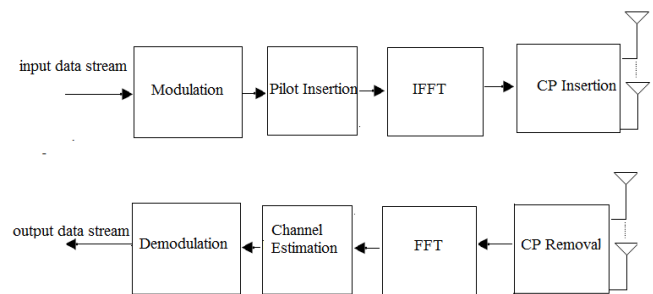 input data stream
Modulation
Pilot Insertion
IFFT
CP Insertion
output data stream
Demodulation
Channel
Estimation
FFT
CP Removal